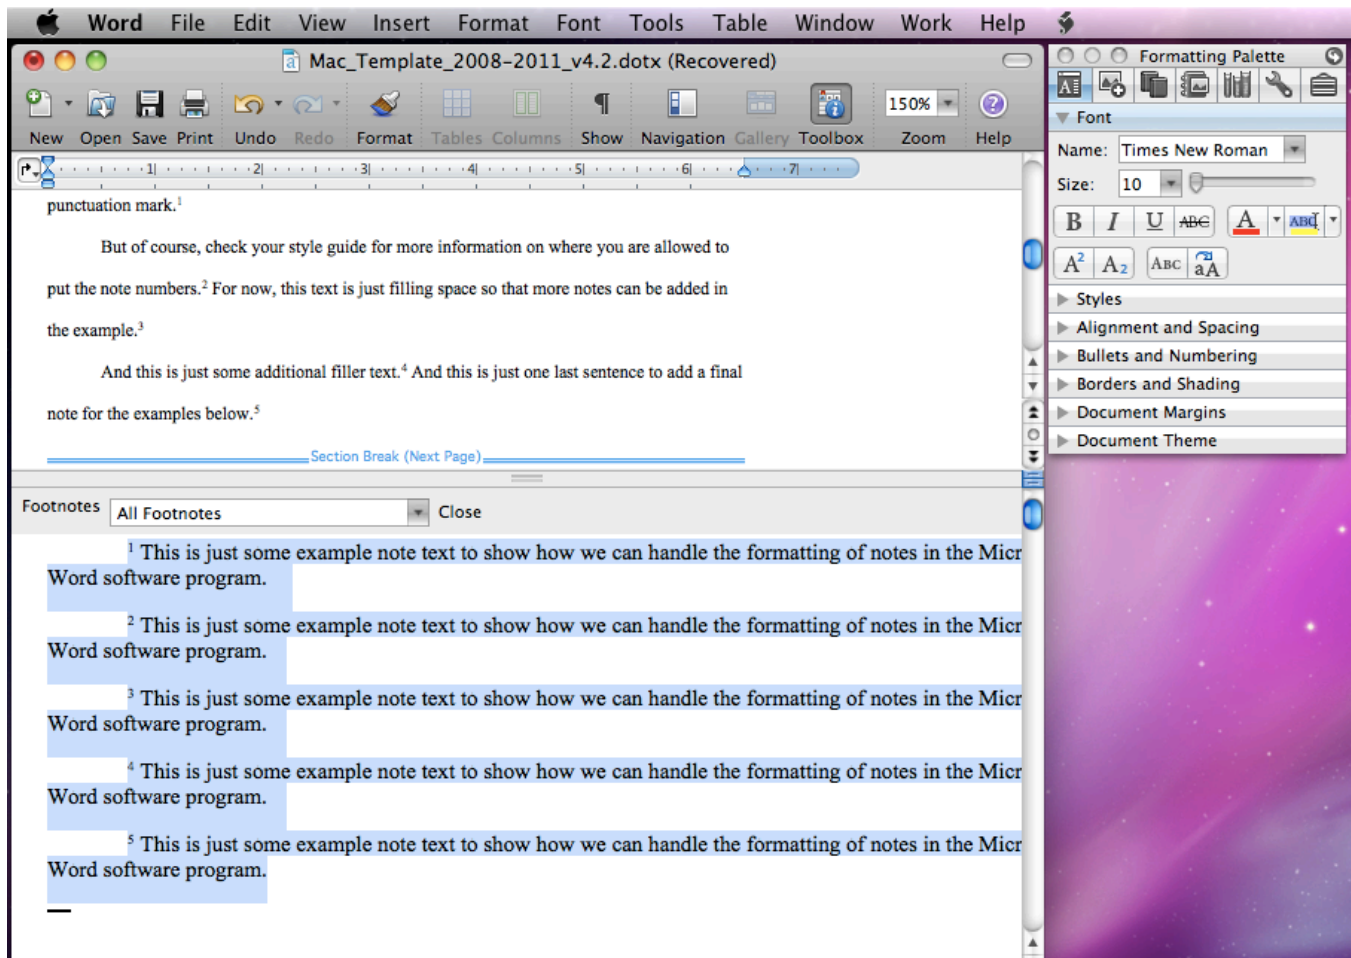 Word File Edit View Insert Format Font Tools Table Window Work Help
Mac_Template_2008-2011_v4.2.dotx (Recovered)
150%
New Open Save Print Undo Redo Format Tables Columns Show Navigation Gallery Toolbox Zoom Help
1 2 3 4 5 6 7
punctuation mark.¹
But of course, check your style guide for more information on where you are allowed to
put the note numbers.² For now, this text is just filling space so that more notes can be added in
the example.³
And this is just some additional filler text.⁴ And this is just one last sentence to add a final
note for the examples below.⁵
Section Break (Next Page)
Footnotes All Footnotes Close
¹ This is just some example note text to show how we can handle the formatting of notes in the Micr
Word software program.
² This is just some example note text to show how we can handle the formatting of notes in the Micr
Word software program.
³ This is just some example note text to show how we can handle the formatting of notes in the Micr
Word software program.
⁴ This is just some example note text to show how we can handle the formatting of notes in the Micr
Word software program.
⁵ This is just some example note text to show how we can handle the formatting of notes in the Micr
Word software program.
Formatting Palette
Font
Name: Times New Roman
Size: 10
B I U ABC A ABC
A² A₂ ABC aA
Styles
Alignment and Spacing
Bullets and Numbering
Borders and Shading
Document Margins
Document Theme